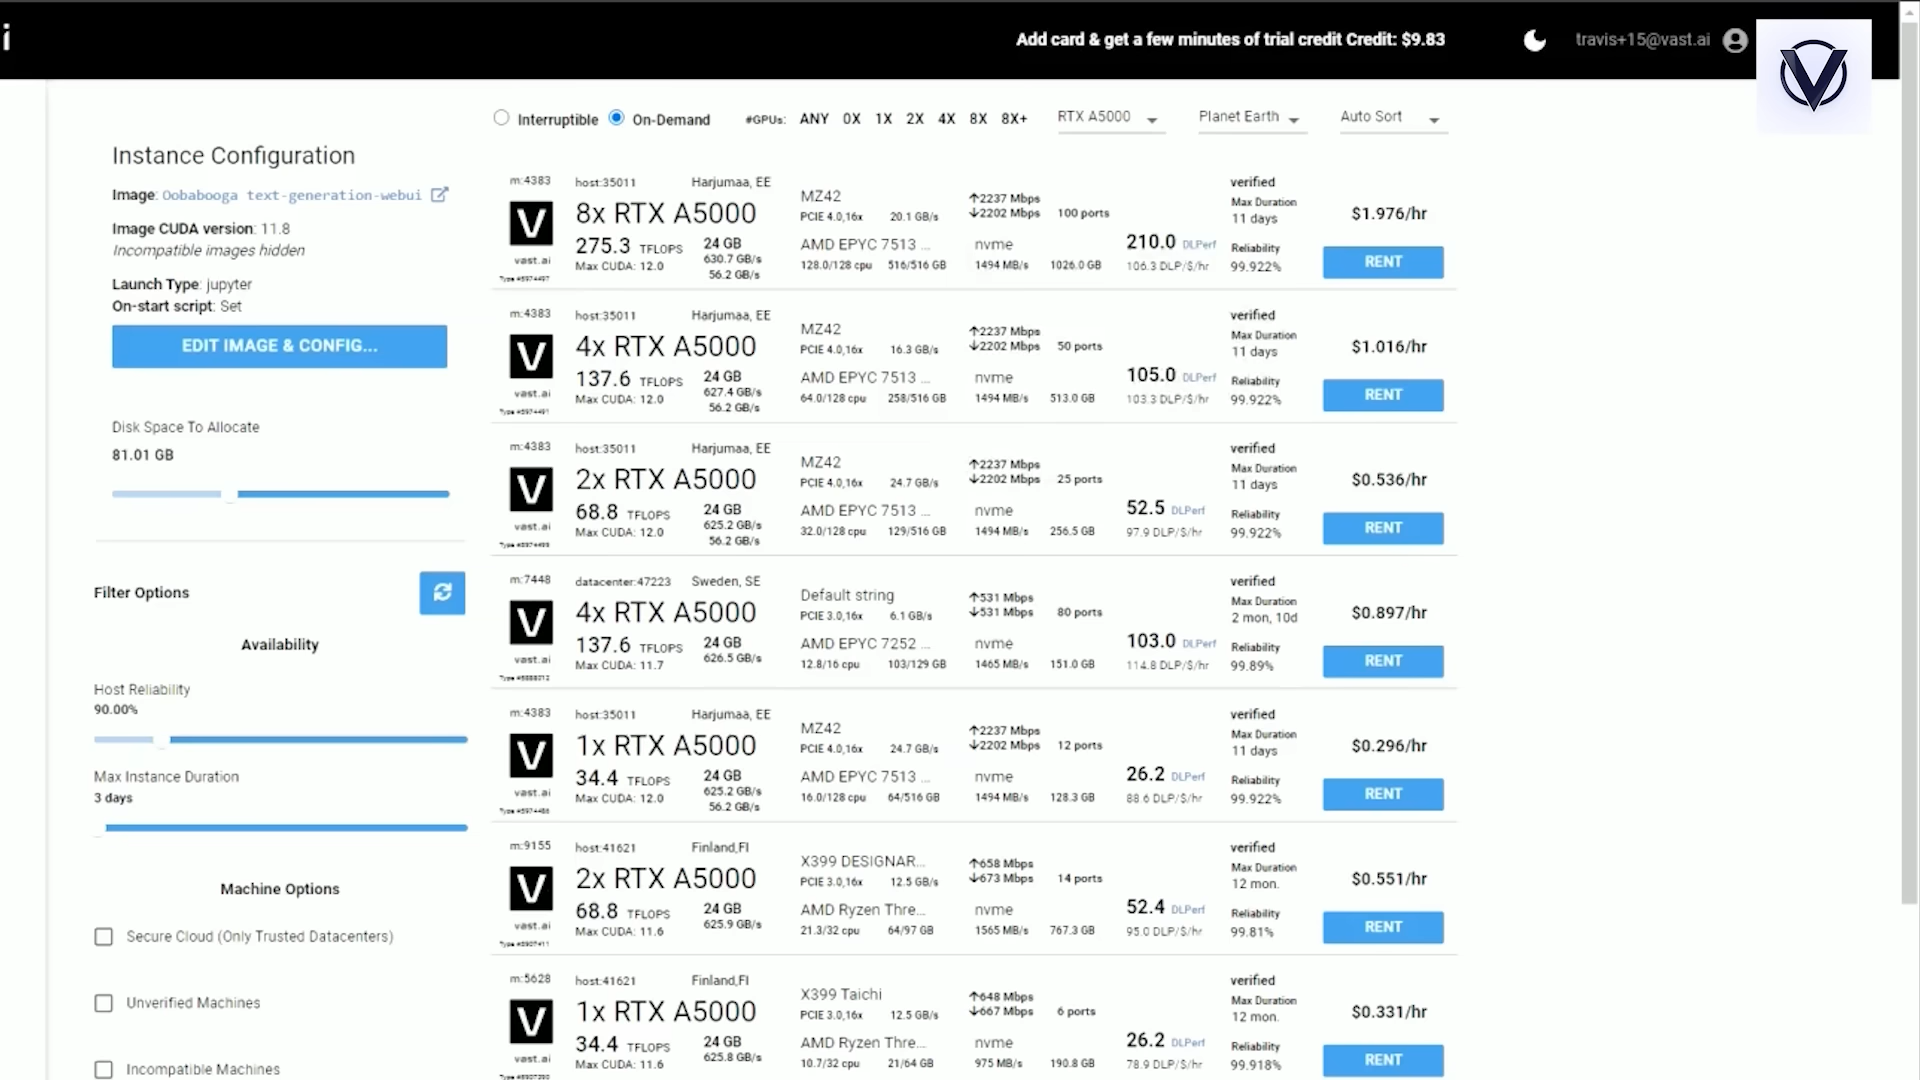 i
Add card & get a few minutes of trial credit Credit: $9.83
travis+15@vast.ai
V
Interruptible On-Demand #GPUs: ANY 0X 1X 2X 4X 8X 8X+ RTX A5000 Planet Earth Auto Sort
Instance Configuration
Image: Oobabooga text-generation-webui
Image CUDA version: 11.8
Incompatible images hidden
Launch Type: jupyter
On-start script: Set
EDIT IMAGE & CONFIG...
Disk Space To Allocate
81.01 GB
Filter Options
Availability
Host Reliability
90.00%
Max Instance Duration
3 days
Machine Options
Secure Cloud (Only Trusted Datacenters)
Unverified Machines
Incompatible Machines
m:4383 host:35011 Harjumaa, EE verified
MZ42 ↑2237 Mbps Max Duration
V 8x RTX A5000 PCIE 4.0,16x 20.1 GB/s ↓2202 Mbps 100 ports 11 days $1.976/hr
275.3 TFLOPS 24 GB AMD EPYC 7513 ... nvme 210.0 DLPerf Reliability
vast.ai Max CUDA: 12.0 630.7 GB/s 128.0/128 cpu 516/516 GB 1494 MB/s 1026.0 GB 106.3 DLP/$/hr 99.922% RENT
56.2 GB/s
m:4383 host:35011 Harjumaa, EE verified
MZ42 ↑2237 Mbps Max Duration
V 4x RTX A5000 PCIE 4.0,16x 16.3 GB/s ↓2202 Mbps 50 ports 11 days $1.016/hr
137.6 TFLOPS 24 GB AMD EPYC 7513 ... nvme 105.0 DLPerf Reliability
vast.ai Max CUDA: 12.0 627.4 GB/s 64.0/128 cpu 258/516 GB 1494 MB/s 513.0 GB 103.3 DLP/$/hr 99.922% RENT
56.2 GB/s
m:4383 host:35011 Harjumaa, EE verified
MZ42 ↑2237 Mbps Max Duration
V 2x RTX A5000 PCIE 4.0,16x 24.7 GB/s ↓2202 Mbps 25 ports 11 days $0.536/hr
68.8 TFLOPS 24 GB AMD EPYC 7513 ... nvme 52.5 DLPerf Reliability
vast.ai Max CUDA: 12.0 625.2 GB/s 32.0/128 cpu 129/516 GB 1494 MB/s 256.5 GB 97.9 DLP/$/hr 99.922% RENT
56.2 GB/s
m:7448 datacenter:47223 Sweden, SE verified
Default string ↑531 Mbps Max Duration
V 4x RTX A5000 PCIE 3.0,16x 6.1 GB/s ↓531 Mbps 80 ports 2 mon, 10d $0.897/hr
137.6 TFLOPS 24 GB AMD EPYC 7252 ... nvme 103.0 DLPerf Reliability
vast.ai Max CUDA: 11.7 626.5 GB/s 12.8/16 cpu 103/129 GB 1465 MB/s 151.0 GB 114.8 DLP/$/hr 99.89% RENT
m:4383 host:35011 Harjumaa, EE verified
MZ42 ↑2237 Mbps Max Duration
V 1x RTX A5000 PCIE 4.0,16x 24.7 GB/s ↓2202 Mbps 12 ports 11 days $0.296/hr
34.4 TFLOPS 24 GB AMD EPYC 7513 ... nvme 26.2 DLPerf Reliability
vast.ai Max CUDA: 12.0 625.2 GB/s 16.0/128 cpu 64/516 GB 1494 MB/s 128.3 GB 88.6 DLP/$/hr 99.922% RENT
56.2 GB/s
m:9155 host:41621 Finland,FI verified
X399 DESIGNAR... ↑658 Mbps Max Duration
V 2x RTX A5000 PCIE 3.0,16x 12.5 GB/s ↓673 Mbps 14 ports 12 mon. $0.551/hr
68.8 TFLOPS 24 GB AMD Ryzen Thre... nvme 52.4 DLPerf Reliability
vast.ai Max CUDA: 11.6 625.9 GB/s 21.3/32 cpu 64/97 GB 1565 MB/s 767.3 GB 95.0 DLP/$/hr 99.81% RENT
m:5628 host:41621 Finland,FI verified
X399 Taichi ↑648 Mbps Max Duration
V 1x RTX A5000 PCIE 3.0,16x 12.5 GB/s ↓667 Mbps 6 ports 12 mon. $0.331/hr
34.4 TFLOPS 24 GB AMD Ryzen Thre... nvme 26.2 DLPerf Reliability
vast.ai Max CUDA: 11.6 625.8 GB/s 10.7/32 cpu 21/64 GB 975 MB/s 190.8 GB 78.9 DLP/$/hr 99.918% RENT